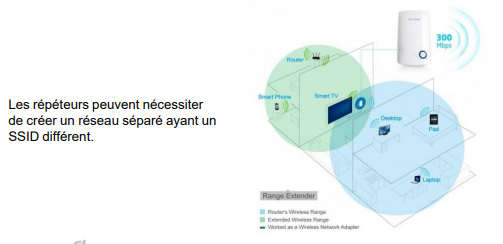 300
Mbps
Router
Smart Phone
Smart TV
Les répéteurs peuvent nécessiter
de créer un réseau séparé ayant un
SSID différent.
Desktop
Pad
Laptop
Range Extender
Router's Wireless Range
Extended Wireless Range
Worked as a Wireless Network Adapter